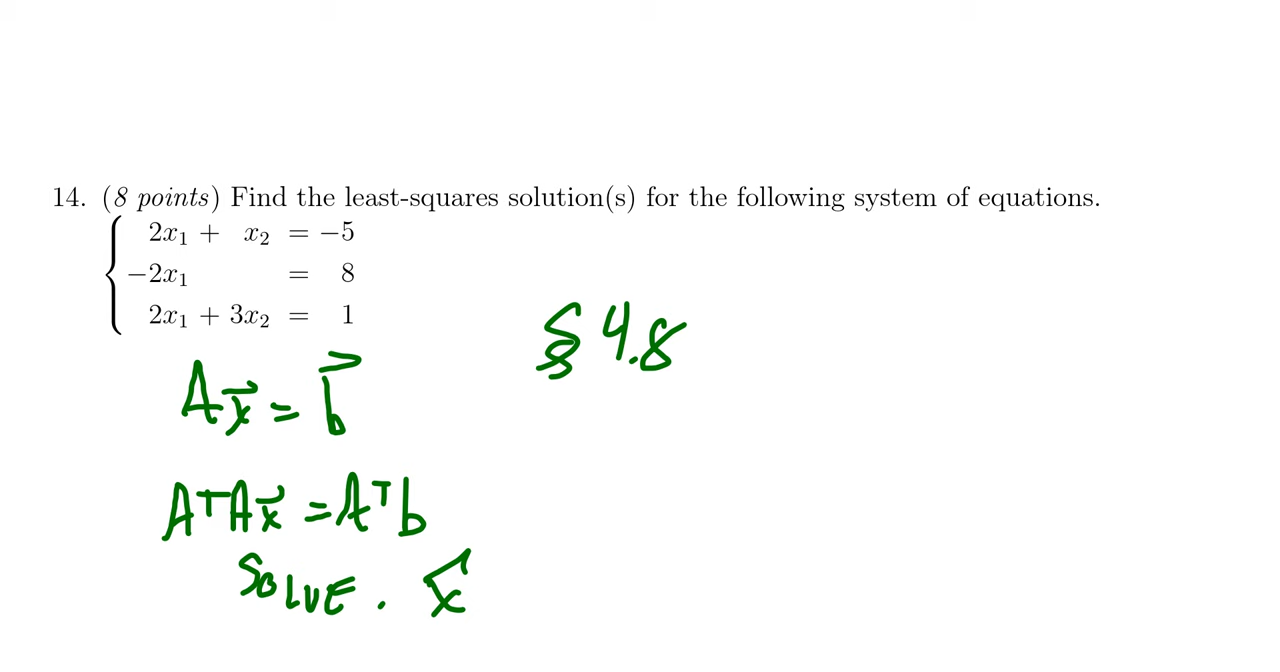 14. (8 points) Find the least-squares solution(s) for the following system of equations.
2x₁ + x₂ = −5
−2x₁ = 8
2x₁ + 3x₂ = 1
§ 4.8
Ax⃗ = b⃗
AᵀAx⃗ = Aᵀb
SOLVE. x̂